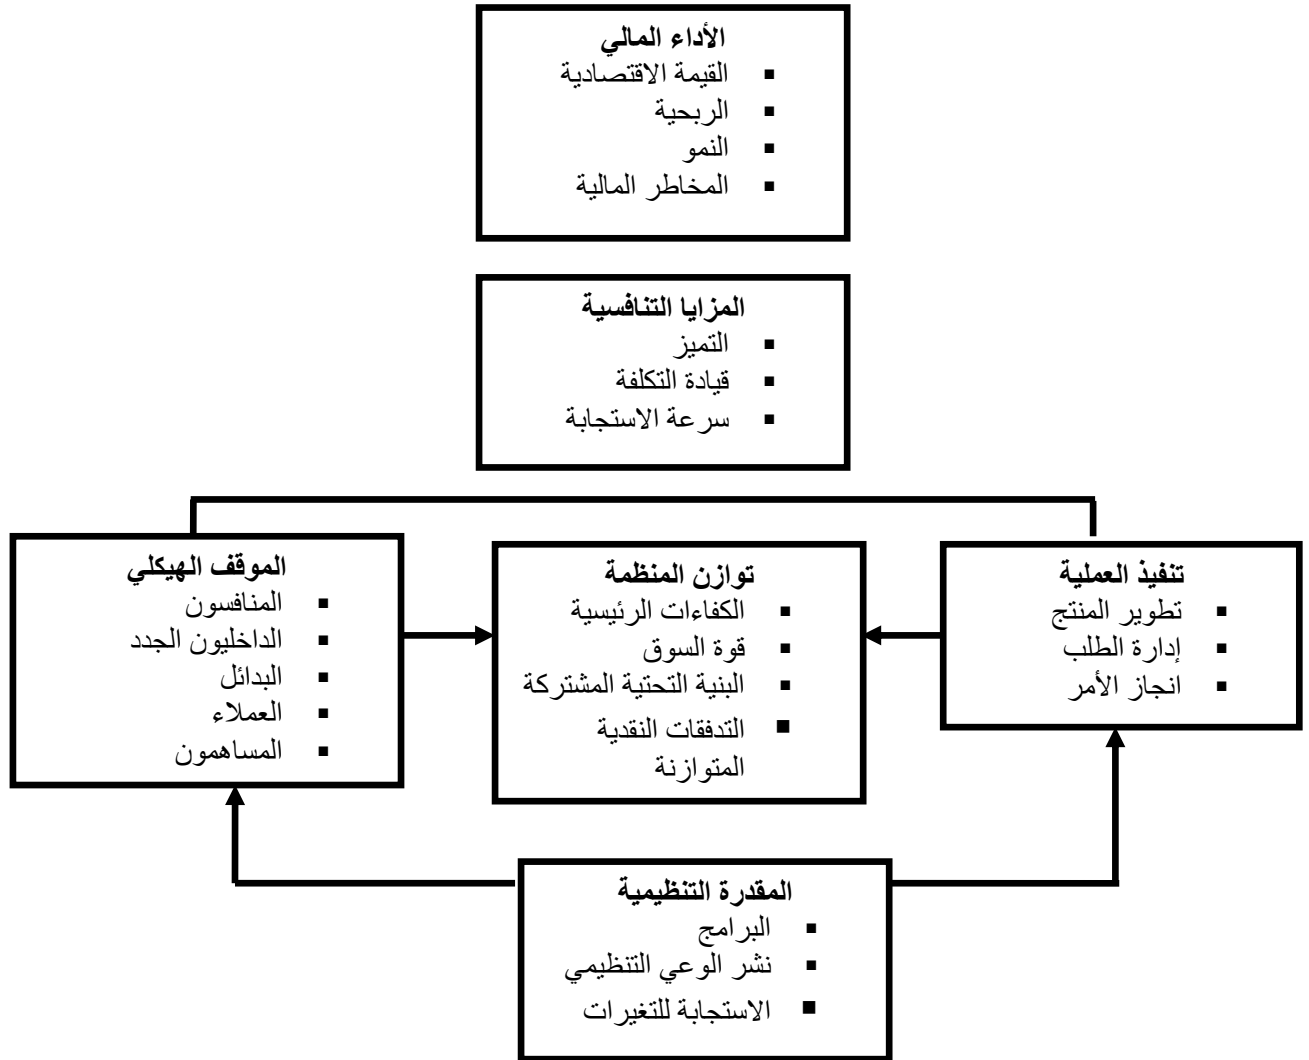 الأداء المالي
▪ القيمة الاقتصادية
▪ الربحية
▪ النمو
▪ المخاطر المالية
المزايا التنافسية
▪ التميز
▪ قيادة التكلفة
▪ سرعة الاستجابة
تنفيذ العملية
▪ تطوير المنتج
▪ إدارة الطلب
▪ انجاز الأمر
توازن المنظمة
▪ الكفاءات الرئيسية
▪ قوة السوق
▪ البنية التحتية المشتركة
▪ التدفقات النقدية
المتوازنة
الموقف الهيكلي
▪ المنافسون
▪ الداخليون الجدد
▪ البدائل
▪ العملاء
▪ المساهمون
المقدرة التنظيمية
▪ البرامج
▪ نشر الوعي التنظيمي
▪ الاستجابة للتغيرات